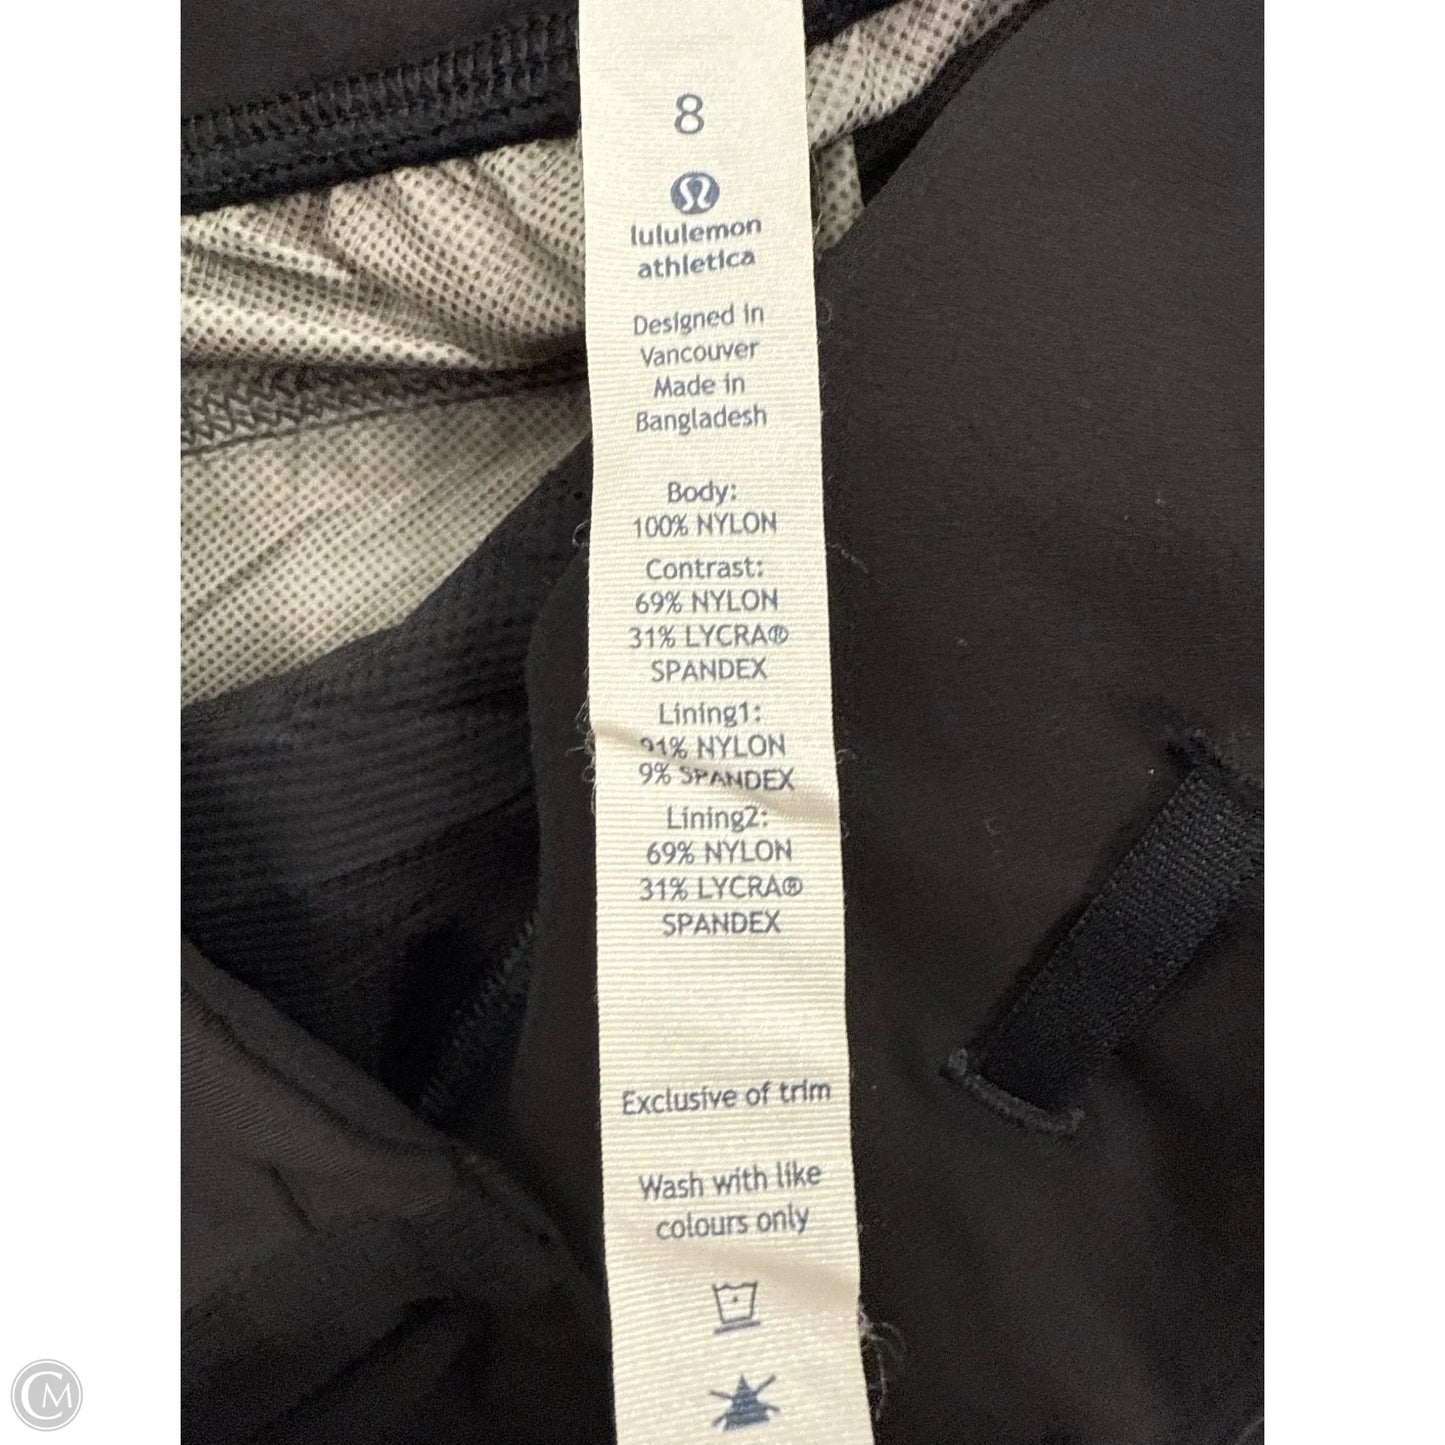 8
lululemon
athletica
Designed in
Vancouver
Made in
Bangladesh
Body:
100% NYLON
Contrast:
69% NYLON
31% LYCRA®
SPANDEX
Lining1:
91% NYLON
9% SPANDEX
Lining2:
69% NYLON
31% LYCRA®
SPANDEX
Exclusive of trim
Wash with like
colours only
CM